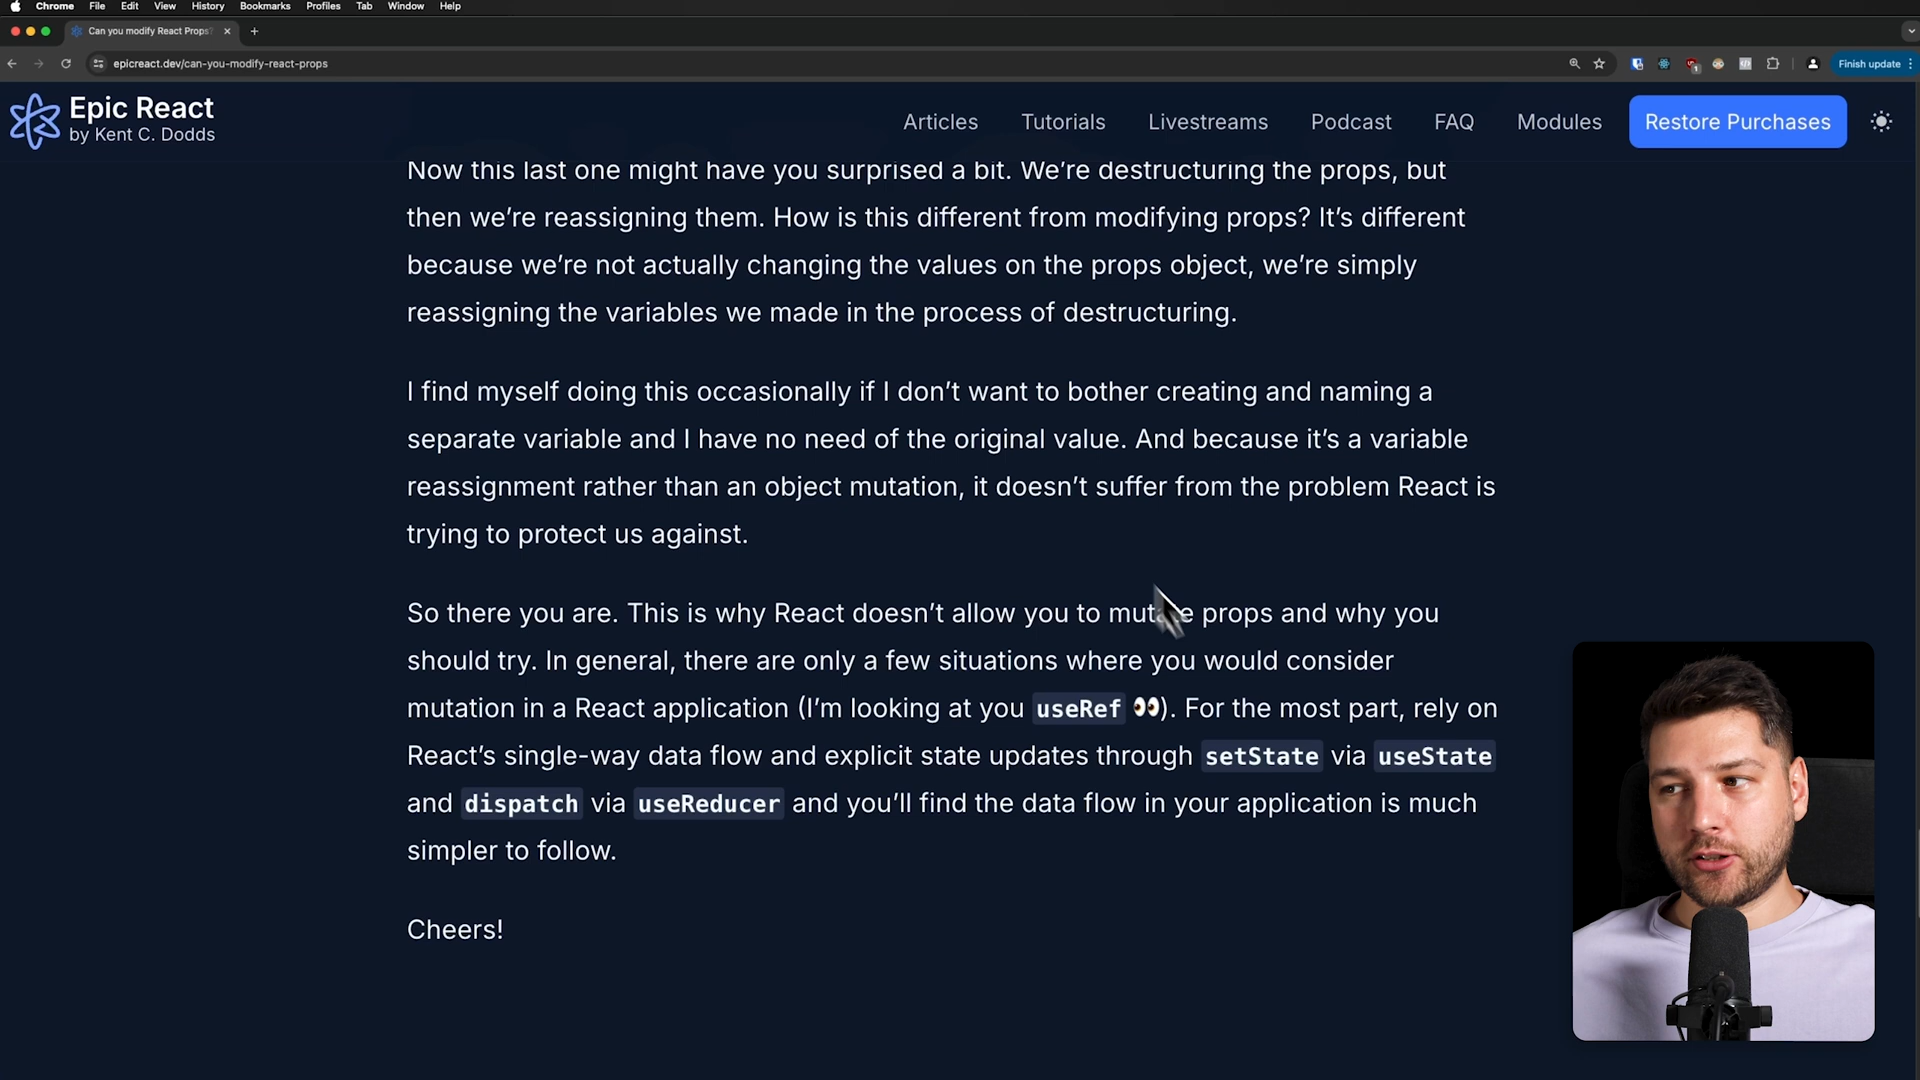 Chrome File Edit View History Bookmarks Profiles Tab Window Help
Can you modify React Props?
epicreact.dev/can-you-modify-react-props
1
Finish update
Epic React
by Kent C. Dodds
Articles Tutorials Livestreams Podcast FAQ Modules Restore Purchases
Now this last one might have you surprised a bit. We’re destructuring the props, but
then we’re reassigning them. How is this different from modifying props? It’s different
because we’re not actually changing the values on the props object, we’re simply
reassigning the variables we made in the process of destructuring.
I find myself doing this occasionally if I don’t want to bother creating and naming a
separate variable and I have no need of the original value. And because it’s a variable
reassignment rather than an object mutation, it doesn’t suffer from the problem React is
trying to protect us against.
So there you are. This is why React doesn’t allow you to mutate props and why you
should try. In general, there are only a few situations where you would consider
mutation in a React application (I’m looking at you useRef 👀). For the most part, rely on
React’s single-way data flow and explicit state updates through setState via useState
and dispatch via useReducer and you’ll find the data flow in your application is much
simpler to follow.
Cheers!